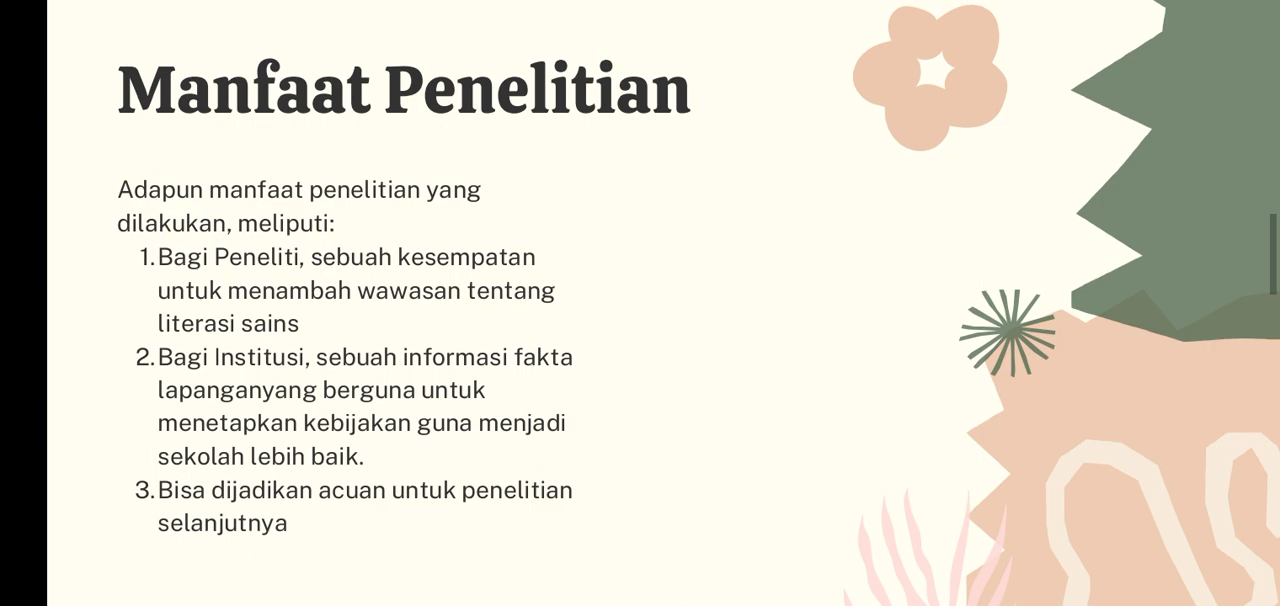 Manfaat Penelitian
Adapun manfaat penelitian yang
dilakukan, meliputi:
1. Bagi Peneliti, sebuah kesempatan
untuk menambah wawasan tentang
literasi sains
2. Bagi Institusi, sebuah informasi fakta
lapanganyang berguna untuk
menetapkan kebijakan guna menjadi
sekolah lebih baik.
3. Bisa dijadikan acuan untuk penelitian
selanjutnya